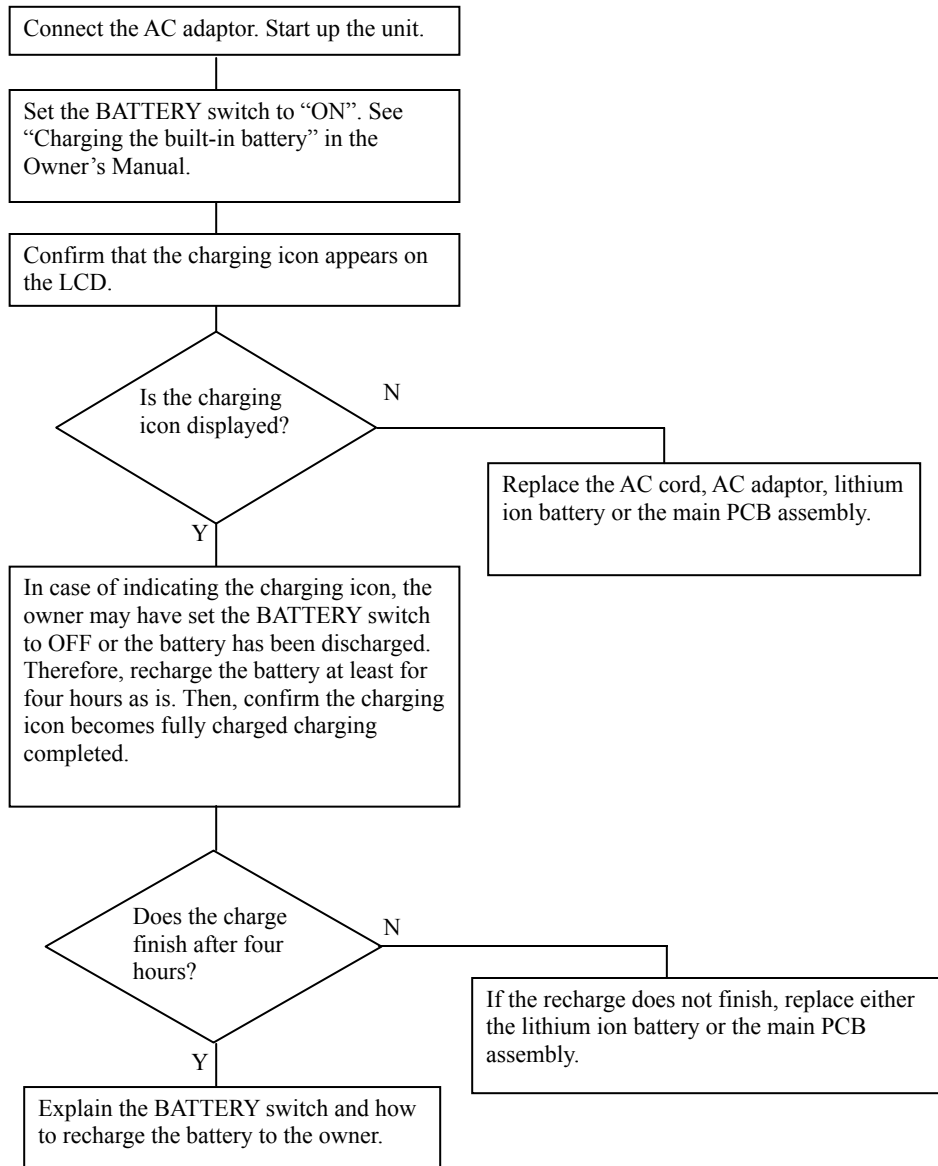 Connect the AC adaptor. Start up the unit.
Set the BATTERY switch to “ON”. See
“Charging the built-in battery” in the
Owner’s Manual.
Confirm that the charging icon appears on
the LCD.
Is the charging
icon displayed?
N
Replace the AC cord, AC adaptor, lithium
ion battery or the main PCB assembly.
Y
In case of indicating the charging icon, the
owner may have set the BATTERY switch
to OFF or the battery has been discharged.
Therefore, recharge the battery at least for
four hours as is. Then, confirm the charging
icon becomes fully charged charging
completed.
Does the charge
finish after four
hours?
N
If the recharge does not finish, replace either
the lithium ion battery or the main PCB
assembly.
Y
Explain the BATTERY switch and how
to recharge the battery to the owner.